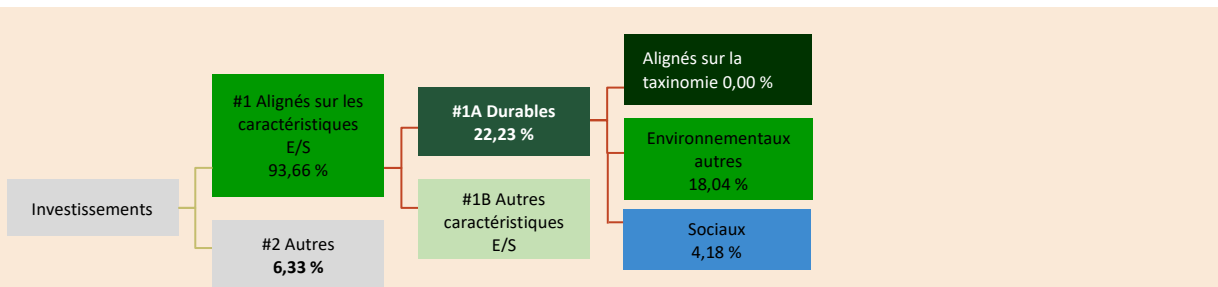 Investissements
#1 Alignés sur les
caractéristiques
E/S
93,66 %
#2 Autres
6,33 %
#1A Durables
22,23 %
#1B Autres
caractéristiques
E/S
Alignés sur la
taxinomie 0,00 %
Environnementaux
autres
18,04 %
Sociaux
4,18 %